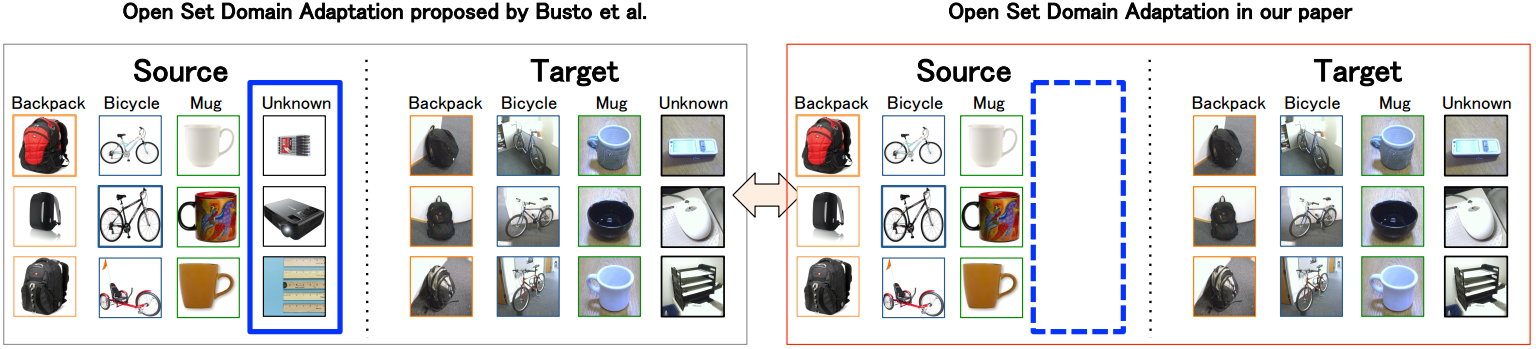 Open Set Domain Adaptation proposed by Busto et al.
Source
Target
Backpack Bicycle Mug Unknown
Backpack Bicycle Mug Unknown
Open Set Domain Adaptation in our paper
Source
Target
Backpack Bicycle Mug
Backpack Bicycle Mug Unknown